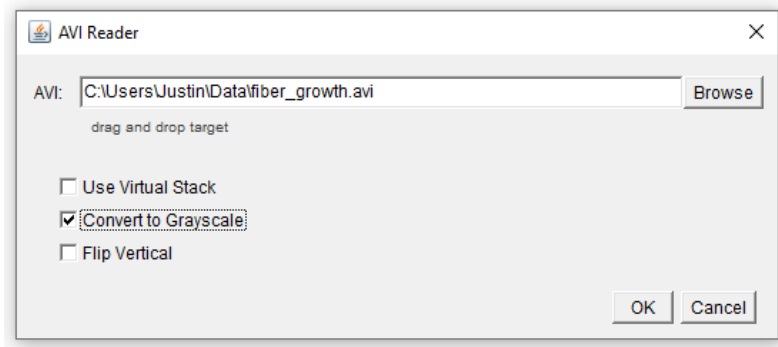 AVI Reader
AVI: C:\Users\Justin\Data\fiber_growth.avi Browse
drag and drop target
Use Virtual Stack
Convert to Grayscale
Flip Vertical
OK Cancel